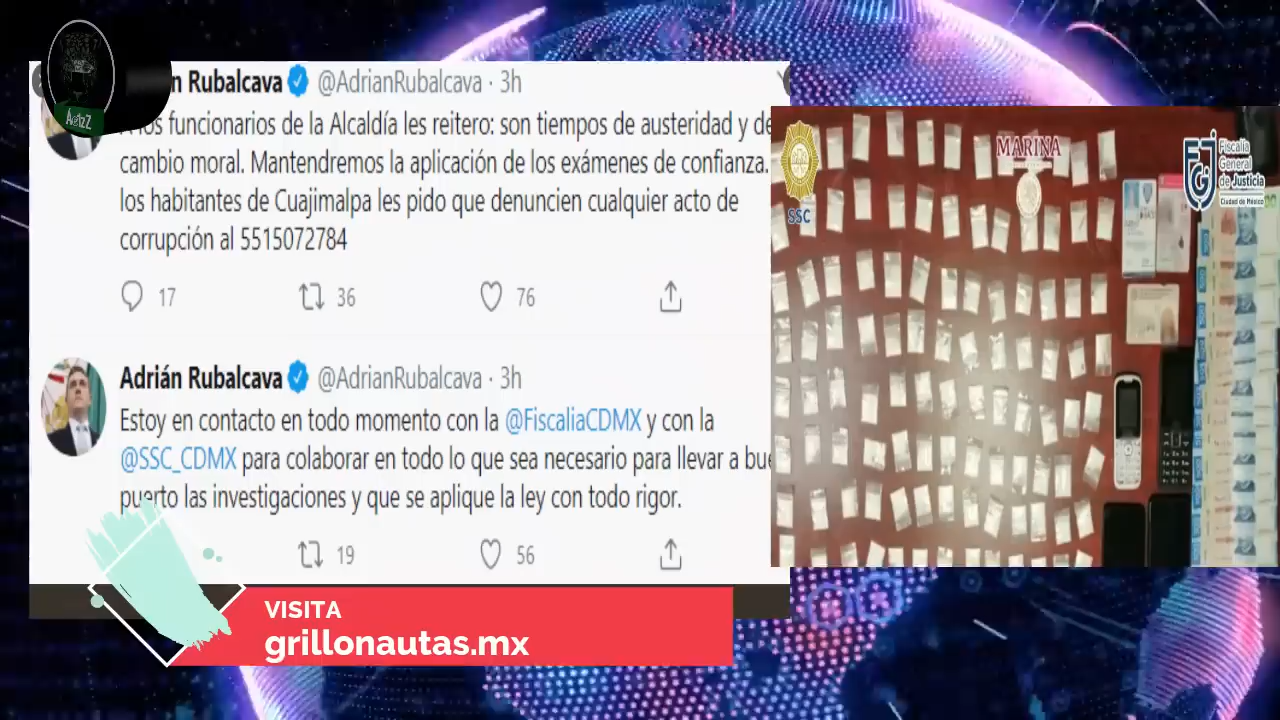 n Rubalcava @AdrianRubalcava · 3h
A los funcionarios de la Alcaldía les reitero: son tiempos de austeridad y de
cambio moral. Mantendremos la aplicación de los exámenes de confianza.
los habitantes de Cuajimalpa les pido que denuncien cualquier acto de
corrupción al 5515072784
17 36 76
Adrián Rubalcava @AdrianRubalcava · 3h
Estoy en contacto en todo momento con la @FiscaliaCDMX y con la
@SSC_CDMX para colaborar en todo lo que sea necesario para llevar a bue
puerto las investigaciones y que se aplique la ley con todo rigor.
19 56
SSC
MARINA
FGJ
Fiscalía
General
de Justicia
Ciudad de México
VISITA
grillonautas.mx